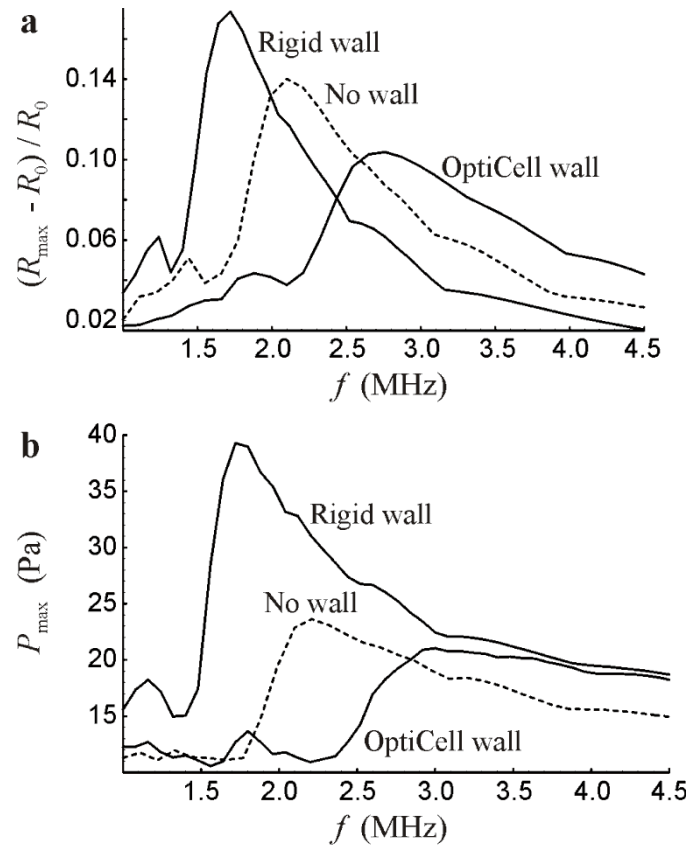 a
Rigid wall
No wall
OptiCell wall
(Rmax - R0) / R0
0.14
0.10
0.06
0.02
1.5 2.0 2.5 3.0 3.5 4.0 4.5
f (MHz)
b
Rigid wall
No wall
OptiCell wall
Pmax (Pa)
40
35
30
25
20
15
1.5 2.0 2.5 3.0 3.5 4.0 4.5
f (MHz)